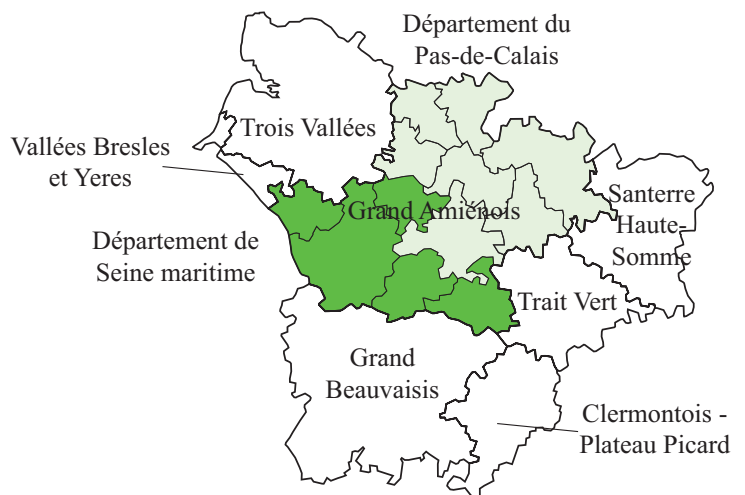 Département du
Pas-de-Calais
Trois Vallées
Vallées Bresles
et Yeres
Santerre
Haute-
Somme
Grand Amiénois
Département de
Seine maritime
Trait Vert
Grand
Beauvaisis
Clermontois -
Plateau Picard